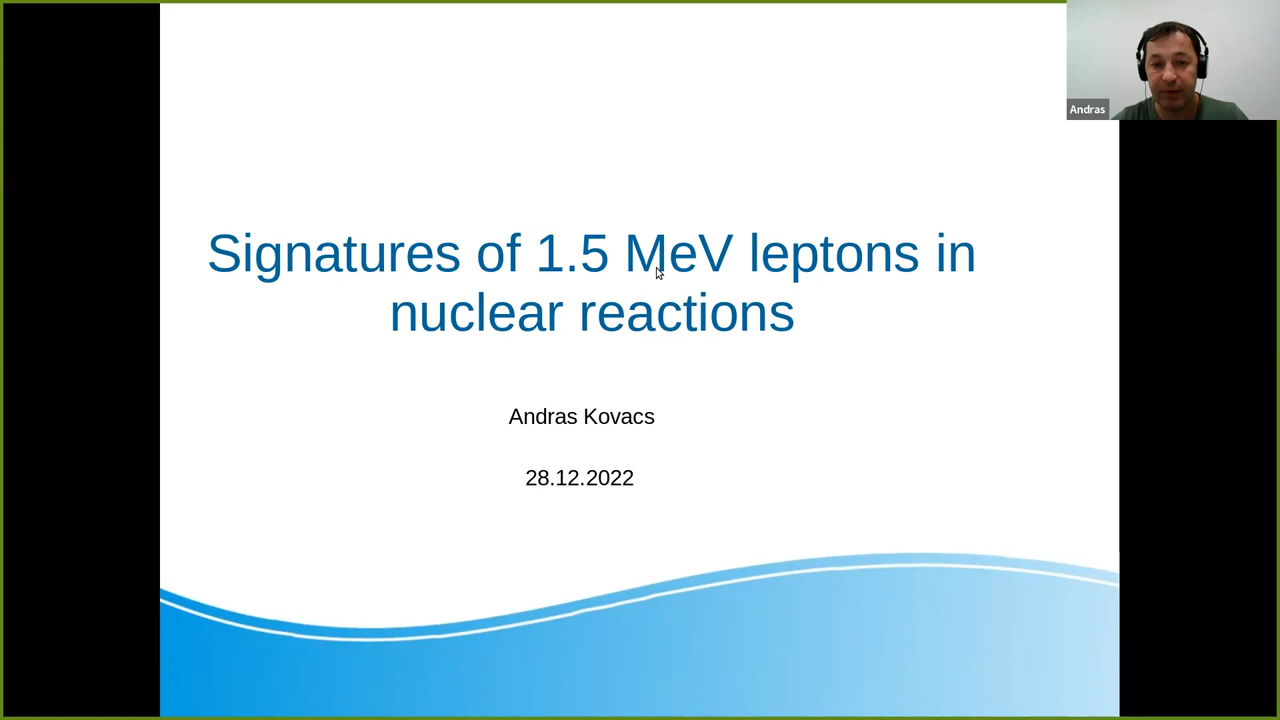 Signatures of 1.5 MeV leptons in
nuclear reactions
Andras Kovacs
28.12.2022
Andras